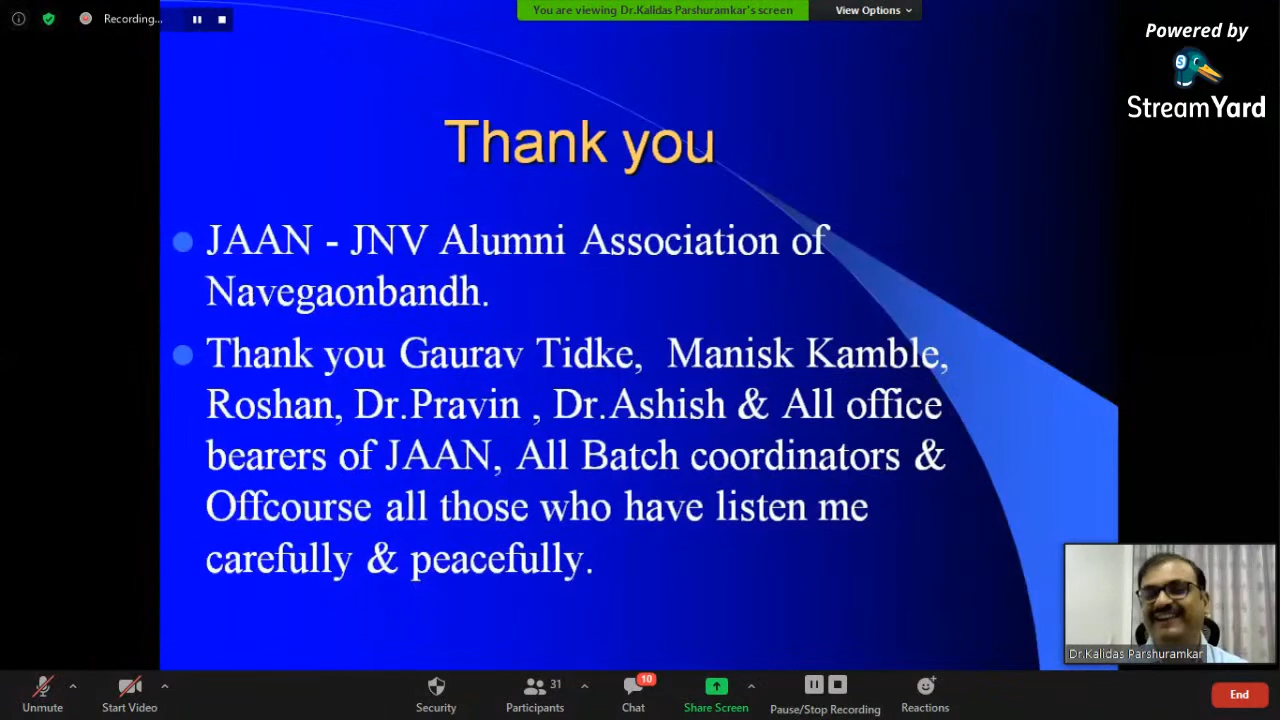 Recording...
You are viewing Dr.Kalidas Parshuramkar's screen
View Options
Powered by
StreamYard
Thank you
JAAN - JNV Alumni Association of
Navegaonbandh.
Thank you Gaurav Tidke, Manisk Kamble,
Roshan, Dr.Pravin , Dr.Ashish & All office
bearers of JAAN, All Batch coordinators &
Offcourse all those who have listen me
carefully & peacefully.
Dr.Kalidas Parshuramkar
Unmute
Start Video
Security
31
Participants
10
Chat
Share Screen
Pause/Stop Recording
Reactions
End